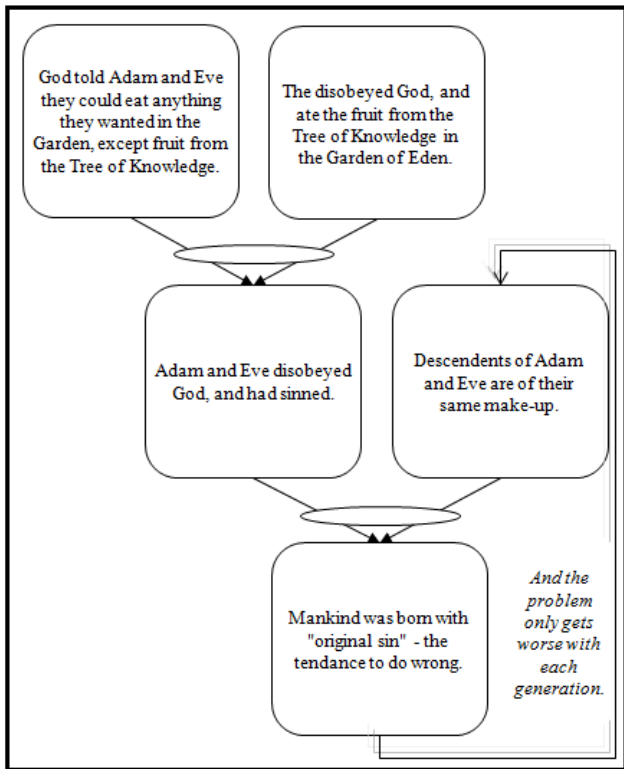 God told Adam and Eve
they could eat anything
they wanted in the
Garden, except fruit from
the Tree of Knowledge.
The disobeyed God, and
ate the fruit from the
Tree of Knowledge in
the Garden of Eden.
Adam and Eve disobeyed
God, and had sinned.
Descendents of Adam
and Eve are of their
same make-up.
Mankind was born with
"original sin" - the
tendance to do wrong.
And the
problem
only gets
worse with
each
generation.